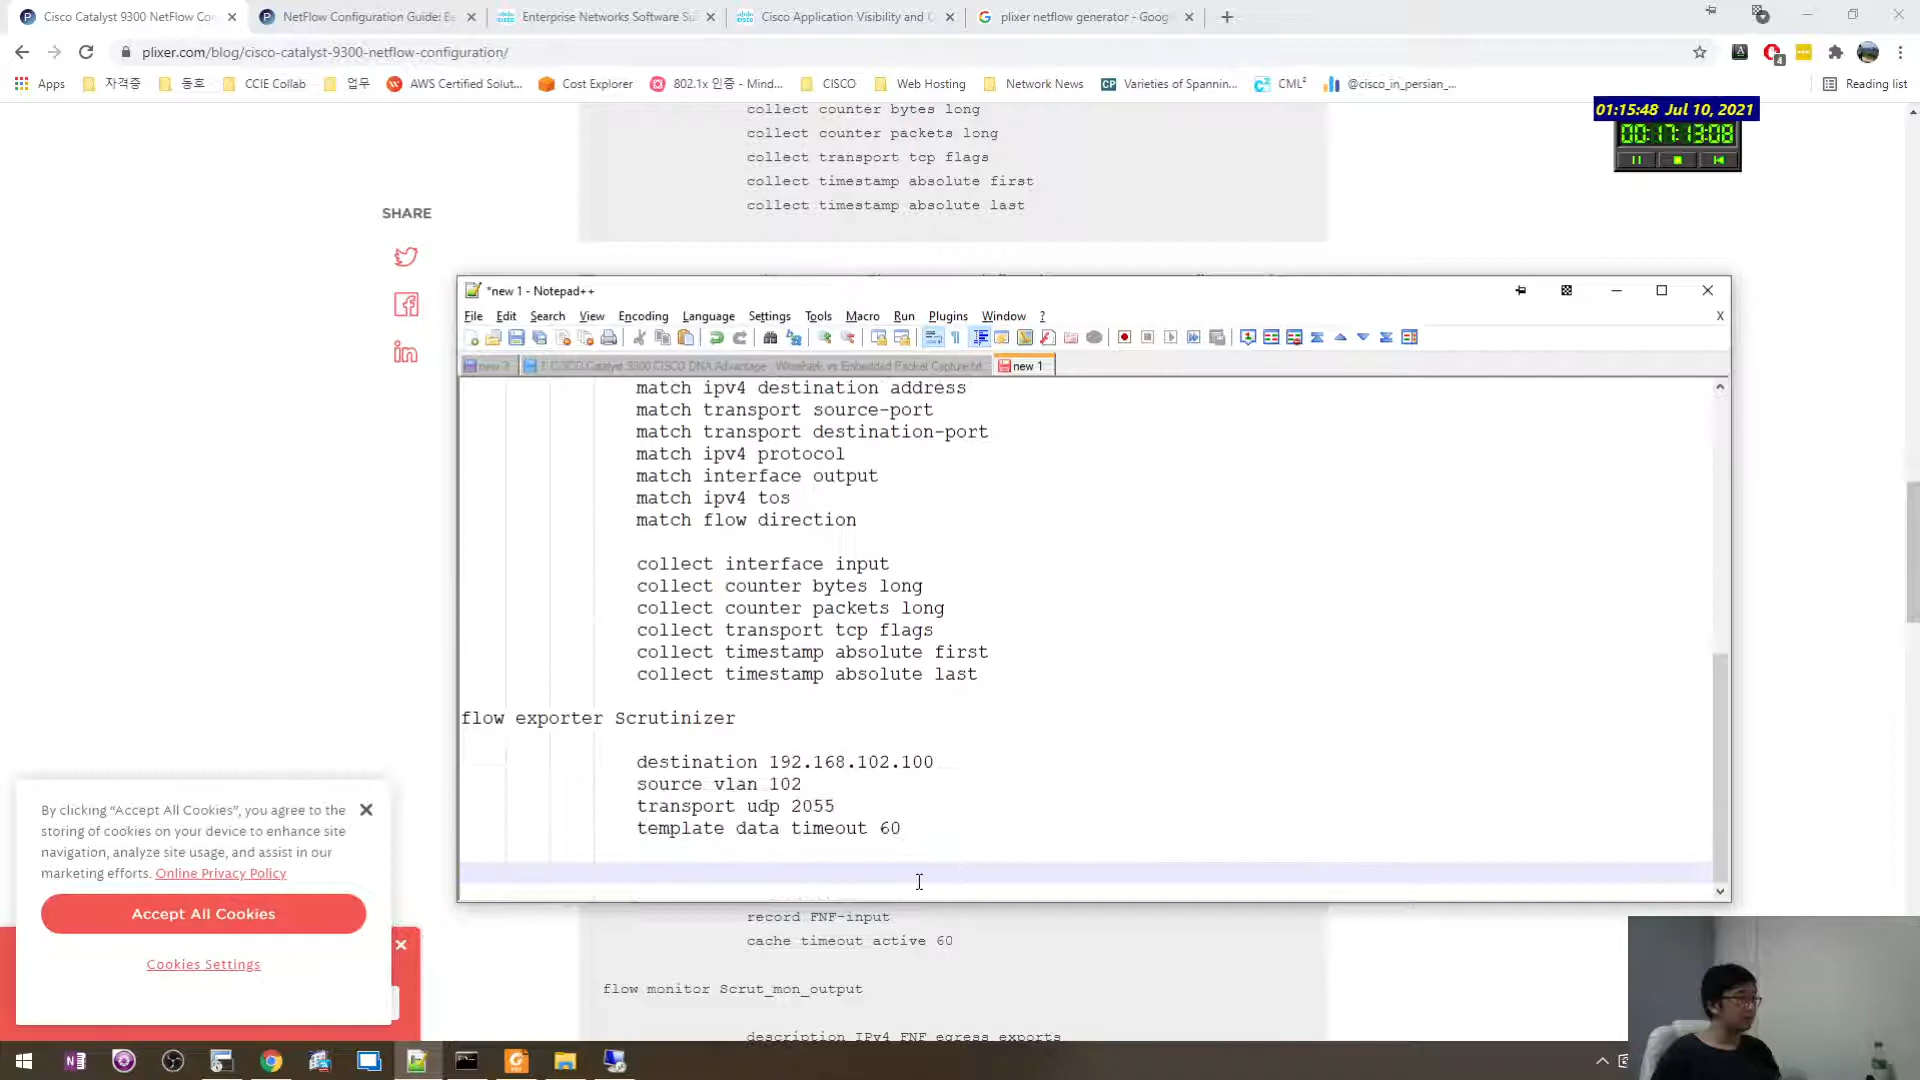 Cisco Catalyst 9300 NetFlow Co
NetFlow Configuration Guide: B
Enterprise Networks Software Su
Cisco Application Visibility and C
plixer netflow generator - Goog
plixer.com/blog/cisco-catalyst-9300-netflow-configuration/
Apps
자격증
동호
CCIE Collab
업무
AWS Certified Solut...
Cost Explorer
802.1x 인증 - Mind...
CISCO
Web Hosting
Network News
Varieties of Spannin...
CML²
@cisco_in_persian_...
Reading list
01:15:48 Jul 10, 2021
00:17:13:08
collect counter bytes long
collect counter packets long
collect transport tcp flags
collect timestamp absolute first
collect timestamp absolute last
SHARE
*new 1 - Notepad++
File Edit Search View Encoding Language Settings Tools Macro Run Plugins Window ?
X
new 1
match ipv4 destination address
match transport source-port
match transport destination-port
match ipv4 protocol
match interface output
match ipv4 tos
match flow direction
collect interface input
collect counter bytes long
collect counter packets long
collect transport tcp flags
collect timestamp absolute first
collect timestamp absolute last
flow exporter Scrutinizer
destination 192.168.102.100
source vlan 102
transport udp 2055
template data timeout 60
record FNF-input
cache timeout active 60
flow monitor Scrut_mon_output
description IPv4 FNF egress exports
By clicking “Accept All Cookies”, you agree to the
storing of cookies on your device to enhance site
navigation, analyze site usage, and assist in our
marketing efforts. Online Privacy Policy
Accept All Cookies
Cookies Settings